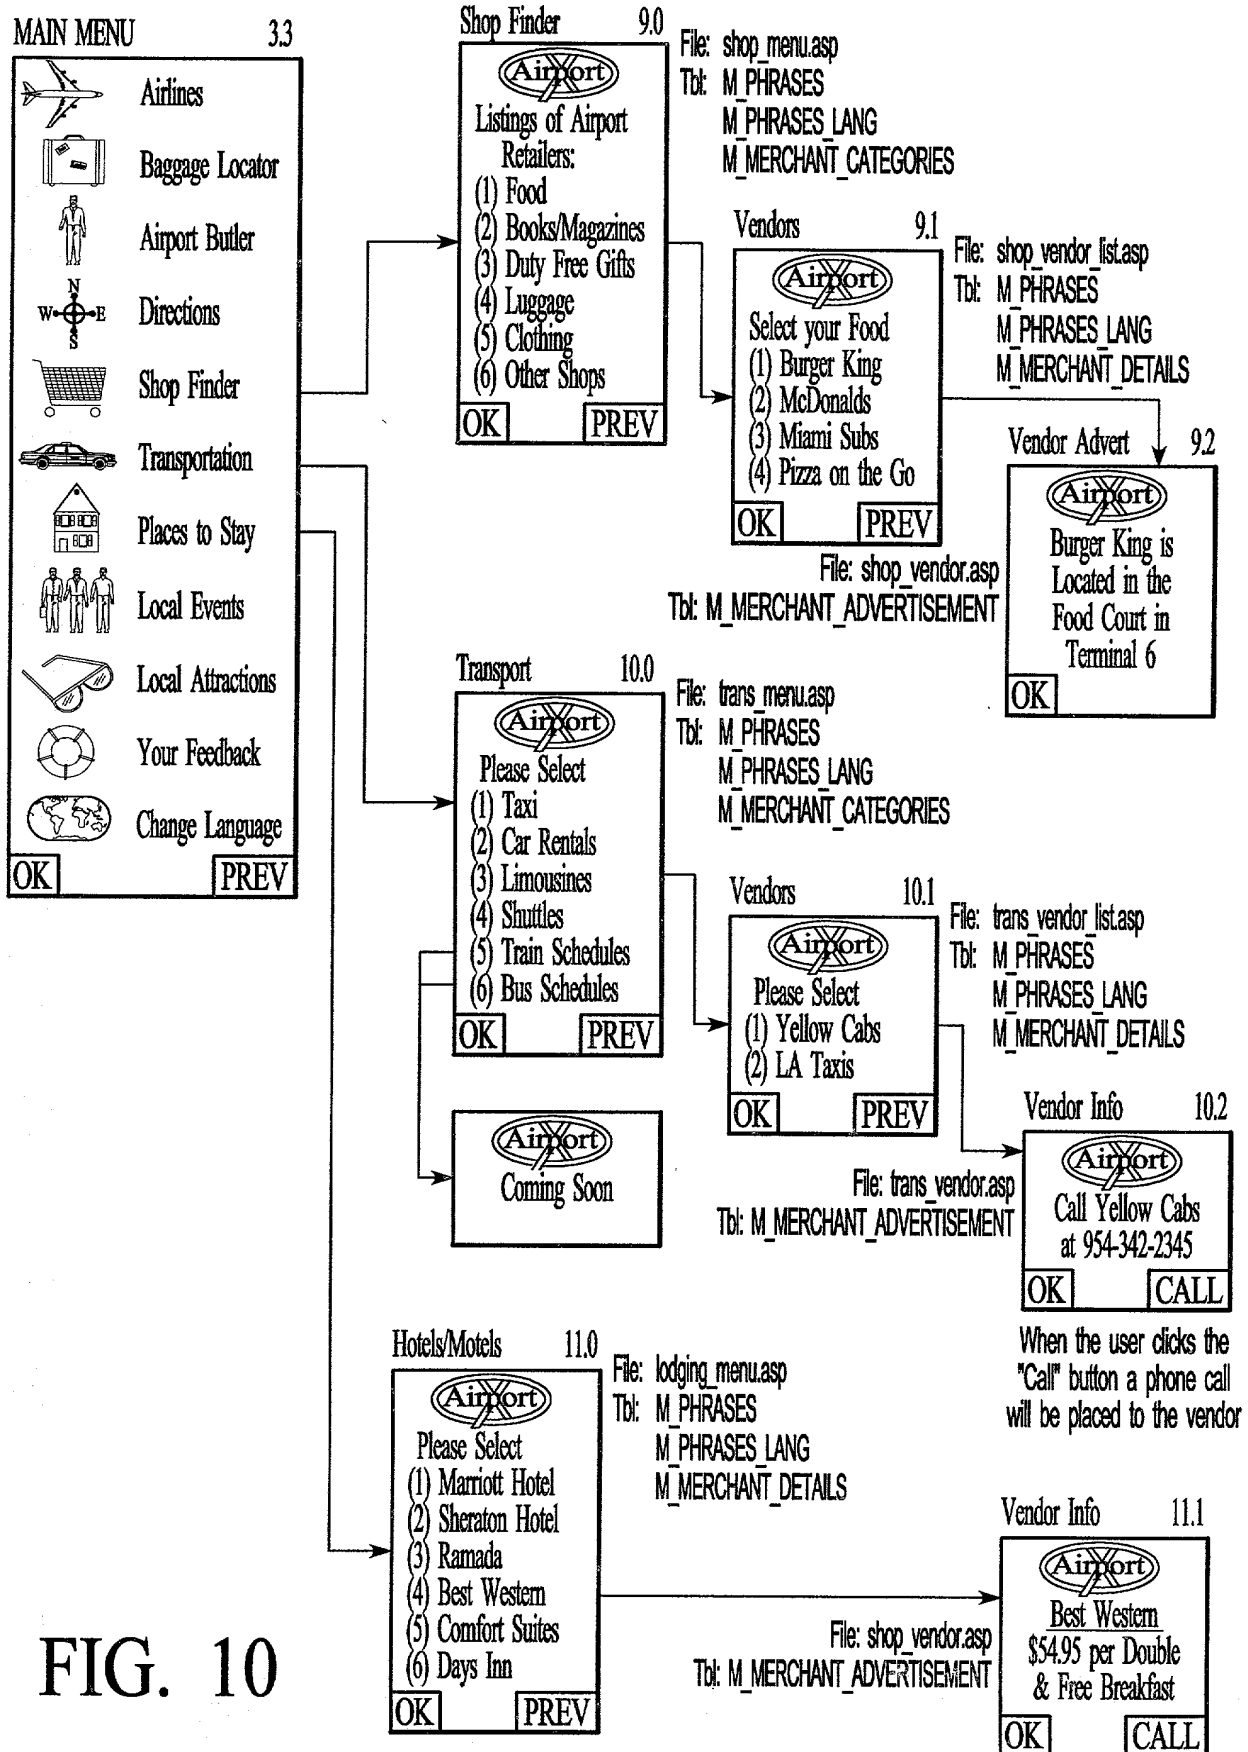 MAIN MENU 3.3
Airlines
Baggage Locator
Airport Butler
N
W E
S
Directions
Shop Finder
Transportation
Places to Stay
Local Events
Local Attractions
Your Feedback
Change Language
OK PREV
Shop Finder 9.0
Airport X
Listings of Airport
Retailers:
(1) Food
(2) Books/Magazines
(3) Duty Free Gifts
(4) Luggage
(5) Clothing
(6) Other Shops
OK PREV
File: shop_menu.asp
Tbl: M_PHRASES
M_PHRASES_LANG
M_MERCHANT_CATEGORIES
Vendors 9.1
Airport X
Select your Food
(1) Burger King
(2) McDonalds
(3) Miami Subs
(4) Pizza on the Go
OK PREV
File: shop_vendor_list.asp
Tbl: M_PHRASES
M_PHRASES_LANG
M_MERCHANT_DETAILS
Vendor Advert 9.2
Airport X
Burger King is
Located in the
Food Court in
Terminal 6
OK
File: shop_vendor.asp
Tbl: M_MERCHANT_ADVERTISEMENT
Transport 10.0
Airport X
Please Select
(1) Taxi
(2) Car Rentals
(3) Limousines
(4) Shuttles
(5) Train Schedules
(6) Bus Schedules
OK PREV
File: trans_menu.asp
Tbl: M_PHRASES
M_PHRASES_LANG
M_MERCHANT_CATEGORIES
Airport X
Coming Soon
Vendors 10.1
Airport X
Please Select
(1) Yellow Cabs
(2) LA Taxis
OK PREV
File: trans_vendor_list.asp
Tbl: M_PHRASES
M_PHRASES_LANG
M_MERCHANT_DETAILS
Vendor Info 10.2
Airport X
Call Yellow Cabs
at 954-342-2345
OK CALL
File: trans_vendor.asp
Tbl: M_MERCHANT_ADVERTISEMENT
When the user clicks the
"Call" button a phone call
will be placed to the vendor
Hotels/Motels 11.0
Airport X
Please Select
(1) Marriott Hotel
(2) Sheraton Hotel
(3) Ramada
(4) Best Western
(5) Comfort Suites
(6) Days Inn
OK PREV
File: lodging_menu.asp
Tbl: M_PHRASES
M_PHRASES_LANG
M_MERCHANT_DETAILS
Vendor Info 11.1
Airport X
Best Western
$54.95 per Double
& Free Breakfast
OK CALL
File: shop_vendor.asp
Tbl: M_MERCHANT_ADVERTISEMENT
FIG. 10